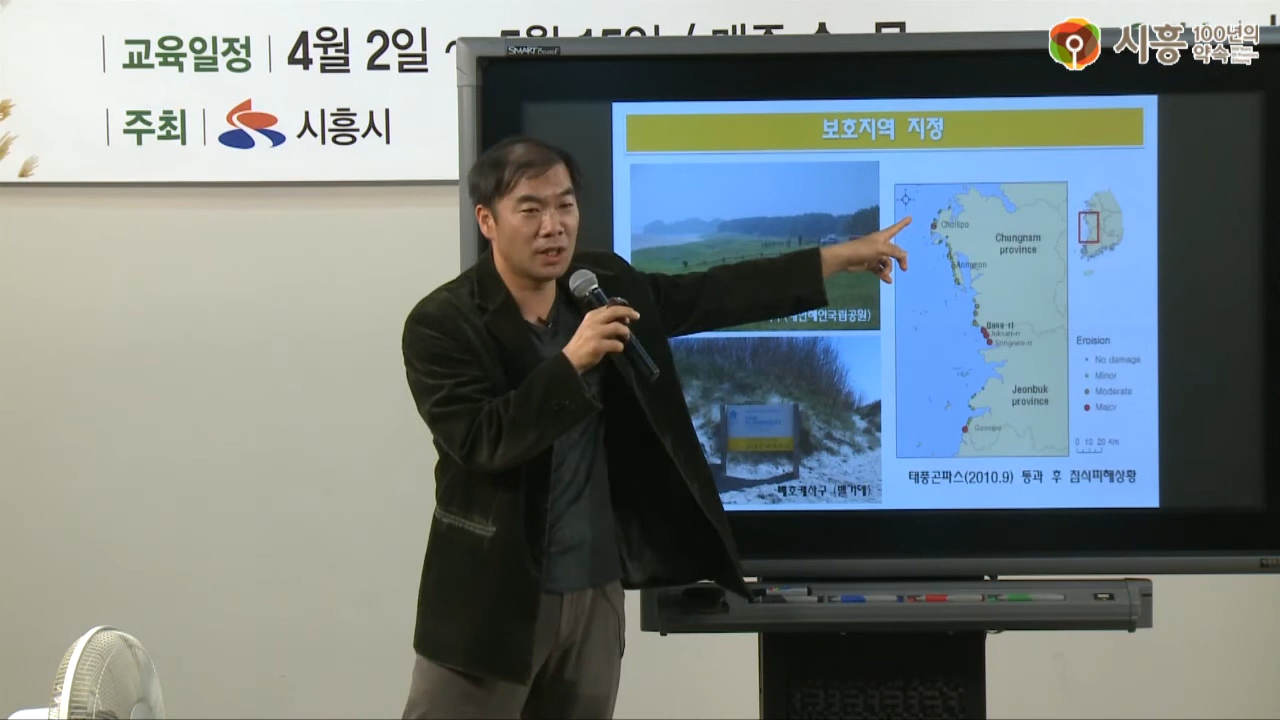 교육일정 4월 2일 ~
주최 시흥시
시흥 100년의
약속
SMART Board
보호지역 지정
Chollipo
Chungnam
province
Jeonbuk
province
Gusipo
Eroision
No damage
Minor
Moderate
Major
0 10 20 Km
태풍곤파스(2010.9) 통과 후 침식피해상황